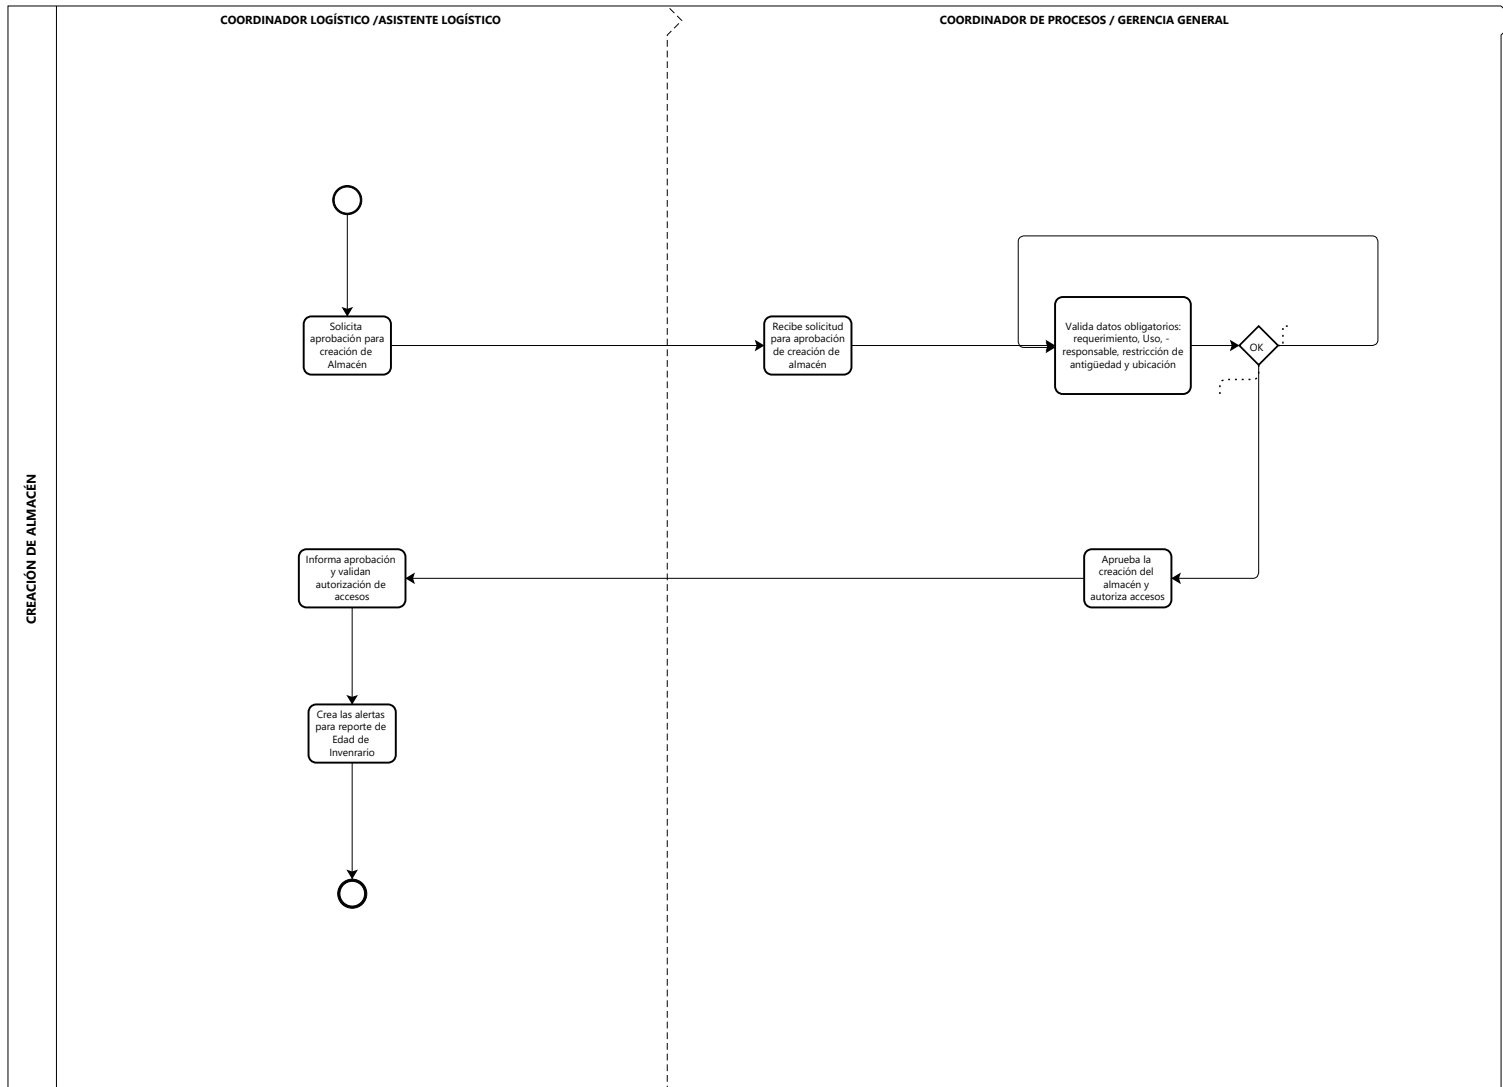 COORDINADOR LOGÍSTICO /ASISTENTE LOGÍSTICO
COORDINADOR DE PROCESOS / GERENCIA GENERAL
CREACIÓN DE ALMACÉN
Solicita
aprobación para
creación de
Almacén
Recibe solicitud
para aprobación
de creación de
almacén
Valida datos obligatorios:
requerimiento, Uso, -
responsable, restricción de
antigüedad y ubicación
OK
Informa aprobación
y validan
autorización de
accesos
Aprueba la
creación del
almacén y
autoriza accesos
Crea las alertas
para reporte de
Edad de
Invenrario